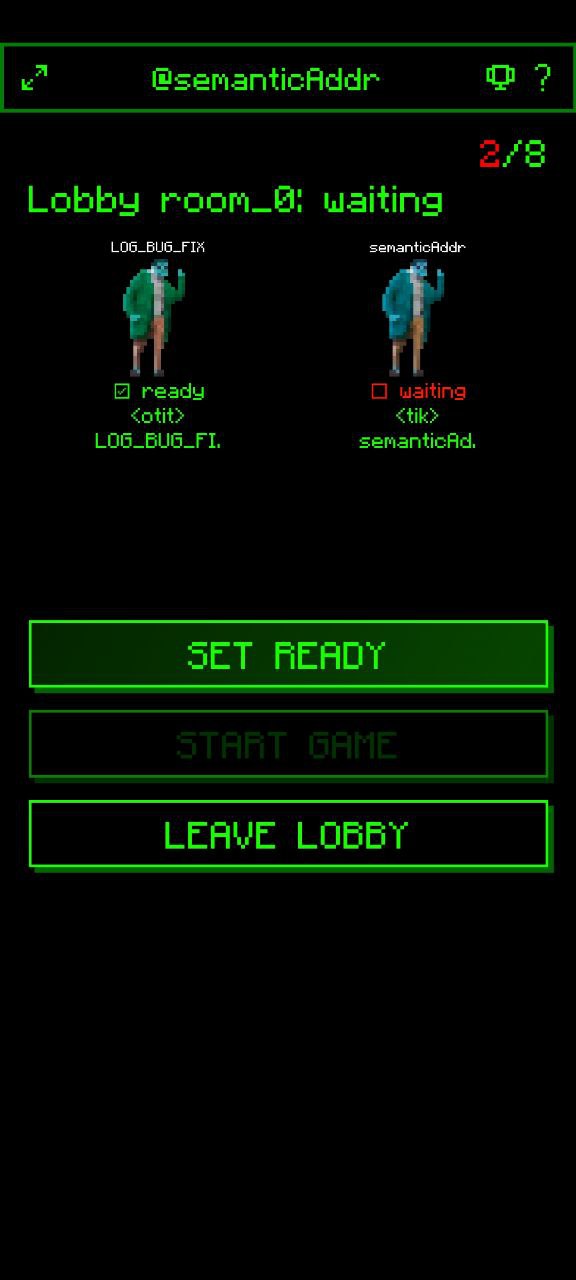 @semanticAddr ?
2/8
Lobby room_0: waiting
LOG_BUG_FIX semanticAddr
ready waiting
<otit> <tik>
LOG_BUG_FI. semanticAd.
SET READY
START GAME
LEAVE LOBBY